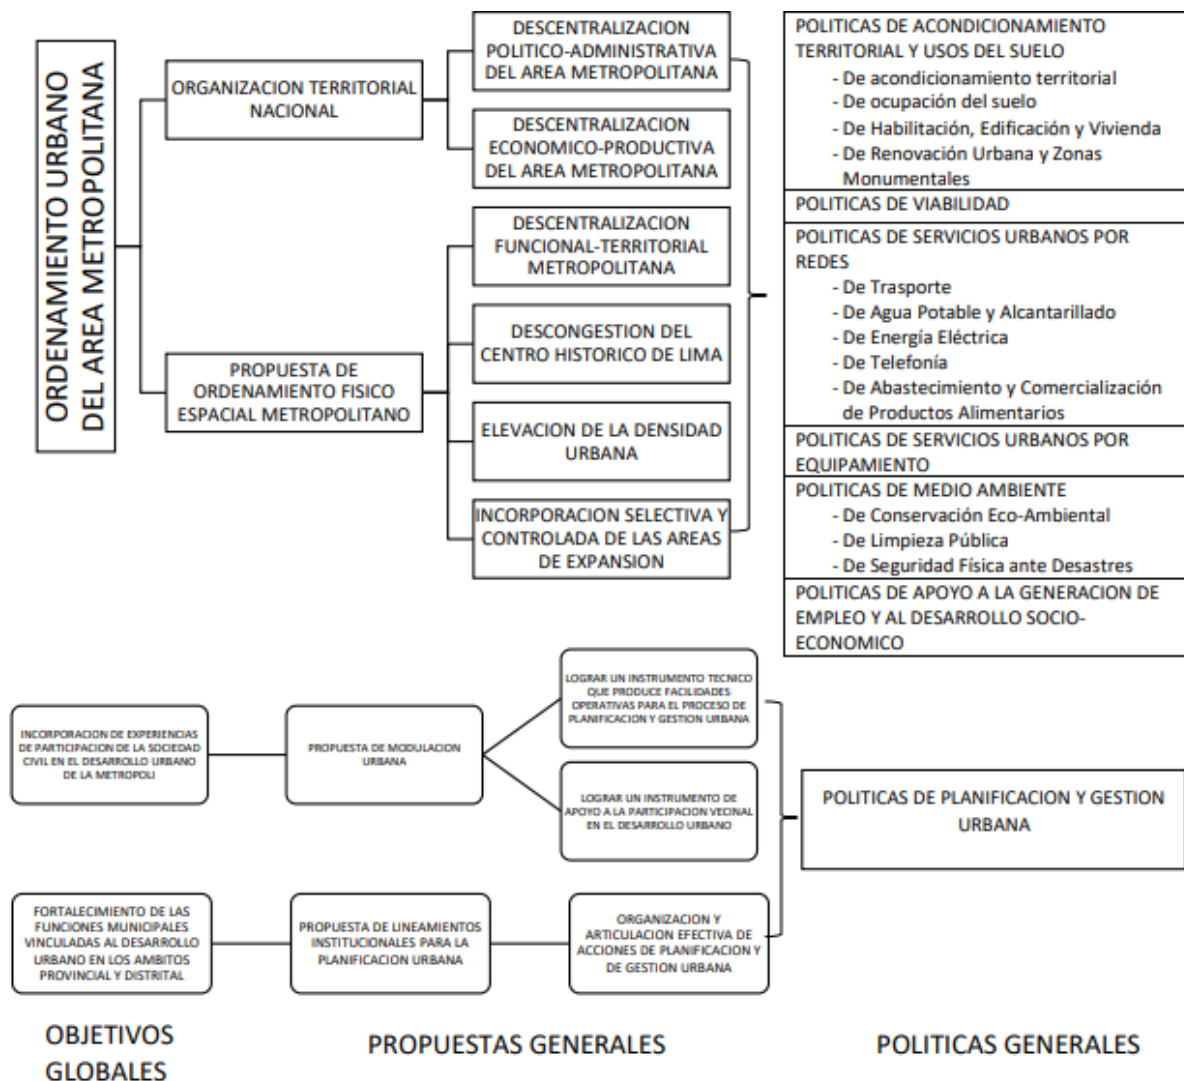 ORDENAMIENTO URBANO
DEL AREA METROPOLITANA
ORGANIZACION TERRITORIAL
NACIONAL
PROPUESTA DE
ORDENAMIENTO FISICO
ESPACIAL METROPOLITANO
DESCENTRALIZACION
POLITICO-ADMINISTRATIVA
DEL AREA METROPOLITANA
DESCENTRALIZACION
ECONOMICO-PRODUCTIVA
DEL AREA METROPOLITANA
DESCENTRALIZACION
FUNCIONAL-TERRITORIAL
METROPOLITANA
DESCONGESTION DEL
CENTRO HISTORICO DE LIMA
ELEVACION DE LA DENSIDAD
URBANA
INCORPORACION SELECTIVA Y
CONTROLADA DE LAS AREAS
DE EXPANSION
POLITICAS DE ACONDICIONAMIENTO
TERRITORIAL Y USOS DEL SUELO
- De acondicionamiento territorial
- De ocupación del suelo
- De Habilitación, Edificación y Vivienda
- De Renovación Urbana y Zonas
Monumentales
POLITICAS DE VIABILIDAD
POLITICAS DE SERVICIOS URBANOS POR
REDES
- De Trasporte
- De Agua Potable y Alcantarillado
- De Energía Eléctrica
- De Telefonía
- De Abastecimiento y Comercialización
de Productos Alimentarios
POLITICAS DE SERVICIOS URBANOS POR
EQUIPAMIENTO
POLITICAS DE MEDIO AMBIENTE
- De Conservación Eco-Ambiental
- De Limpieza Pública
- De Seguridad Física ante Desastres
POLITICAS DE APOYO A LA GENERACION DE
EMPLEO Y AL DESARROLLO SOCIO-
ECONOMICO
INCORPORACION DE EXPERIENCIAS
DE PARTICIPACION DE LA SOCIEDAD
CIVIL EN EL DESARROLLO URBANO
DE LA METROPOLI
PROPUESTA DE MODULACION
URBANA
LOGRAR UN INSTRUMENTO TECNICO
QUE PRODUCE FACILIDADES
OPERATIVAS PARA EL PROCESO DE
PLANIFICACION Y GESTION URBANA
LOGRAR UN INSTRUMENTO DE
APOYO A LA PARTICIPACION VECINAL
EN EL DESARROLLO URBANO
POLITICAS DE PLANIFICACION Y GESTION
URBANA
FORTALECIMIENTO DE LAS
FUNCIONES MUNICIPALES
VINCULADAS AL DESARROLLO
URBANO EN LOS AMBITOS
PROVINCIAL Y DISTRITAL
PROPUESTA DE LINEAMIENTOS
INSTITUCIONALES PARA LA
PLANIFICACION URBANA
ORGANIZACION Y
ARTICULACION EFECTIVA DE
ACCIONES DE PLANIFICACION Y
DE GESTION URBANA
OBJETIVOS
GLOBALES
PROPUESTAS GENERALES
POLITICAS GENERALES